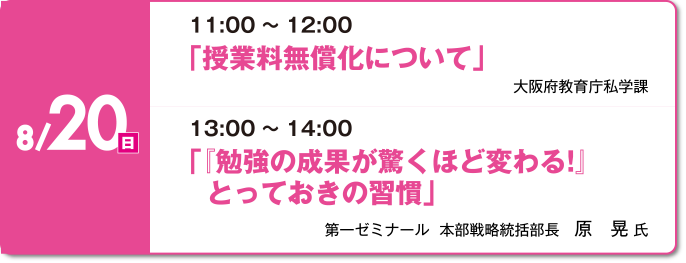 8/20日
11:00 ~ 12:00
「授業料無償化について」
大阪府教育庁私学課
13:00 ~ 14:00
「『勉強の成果が驚くほど変わる!』
とっておきの習慣」
第一ゼミナール 本部戦略統括部長 原 晃 氏